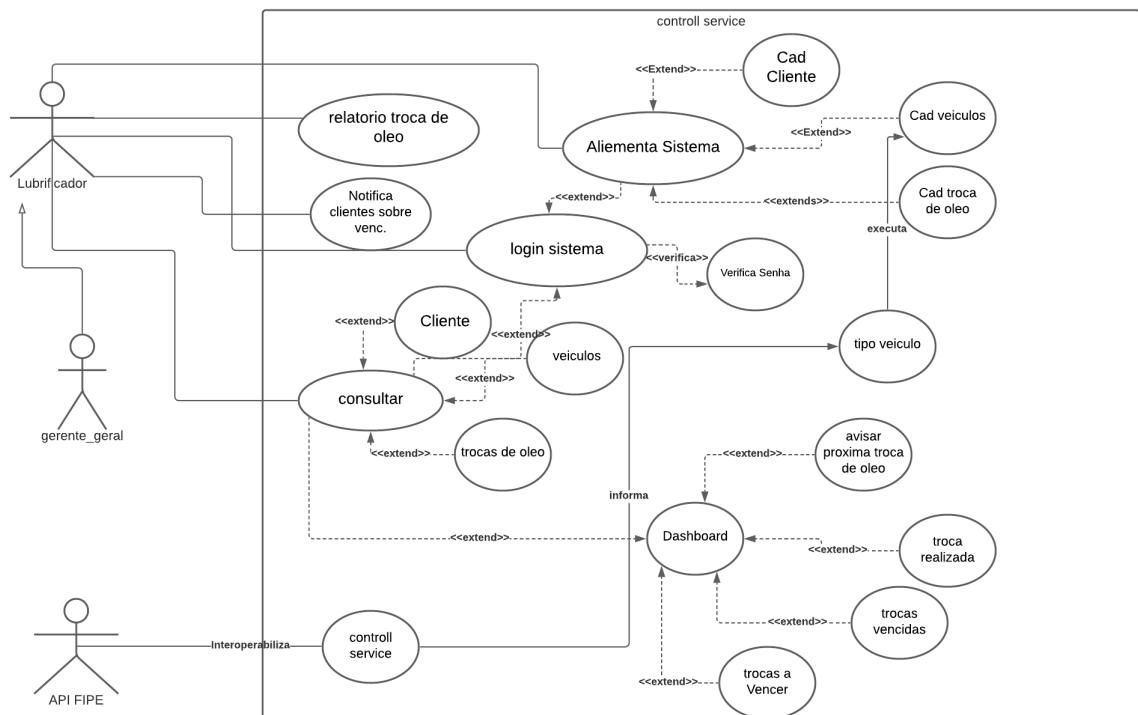 controll service
Cad
Cliente
<<Extend>>
Cad veiculos
relatorio troca de
oleo
Aliementa Sistema
<<Extend>>
Lubrificador
Notifica
clientes sobre
venc.
<<extend>>
<<extends>>
Cad troca
de oleo
executa
login sistema
<<verifica>>
Verifica Senha
Cliente
<<extend>>
<<extend>>
veiculos
tipo veiculo
<<extend>>
consultar
gerente_geral
<<extend>>
trocas de oleo
avisar
proxima troca
de oleo
<<extend>>
informa
Dashboard
<<extend>>
troca
realizada
<<extend>>
trocas
vencidas
<<extend>>
Interoperabiliza
controll
service
trocas a
Vencer
<<extend>>
API FIPE